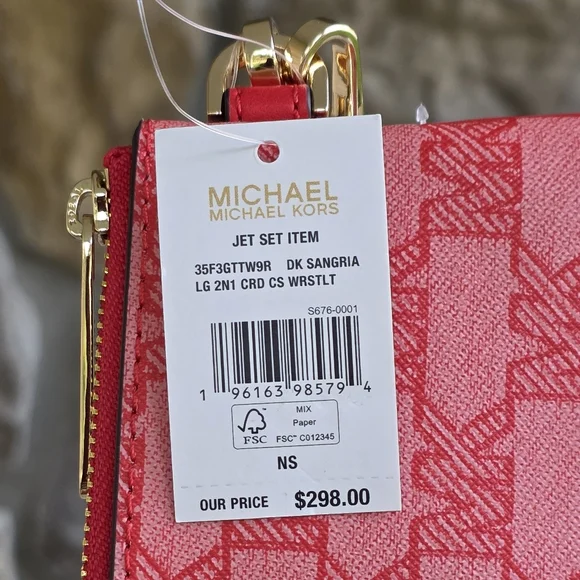 MICHAEL
MICHAEL KORS
JET SET ITEM
35F3GTTW9R DK SANGRIA
LG 2N1 CRD CS WRSTLT
S676-0001
1 96163 98579 4
FSC
MIX
Paper
FSC™ C012345
NS
OUR PRICE $298.00